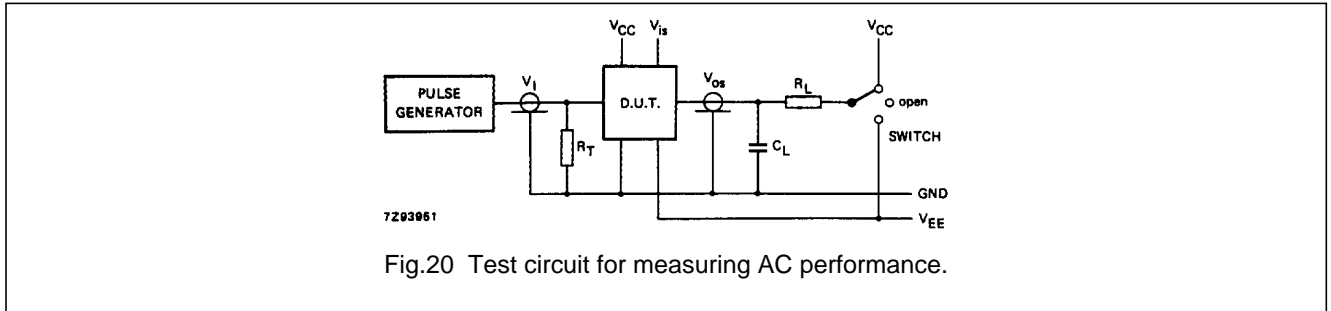 VCC Vis VCC
PULSE GENERATOR
VI
D.U.T.
Vos
RL
open
SWITCH
RT
CL
GND
VEE
7Z93961
Fig.20 Test circuit for measuring AC performance.